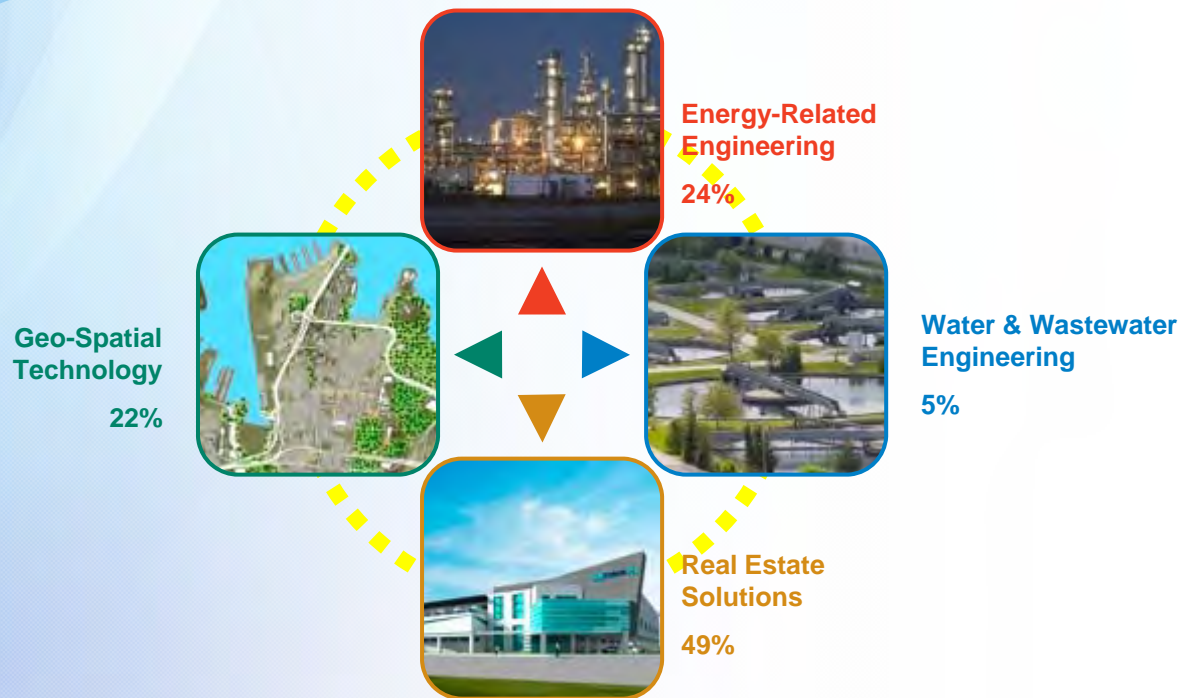 Energy-Related
Engineering
24%
Geo-Spatial
Technology
22%
Water & Wastewater
Engineering
5%
Real Estate
Solutions
49%